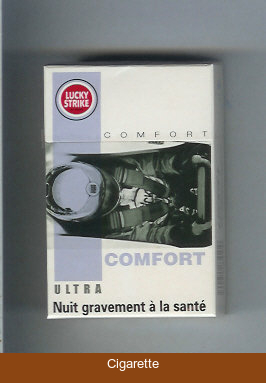 LUCKY
STRIKE
COMFORT
COMFORT
ULTRA
Nuit gravement à la santé
Cigarette